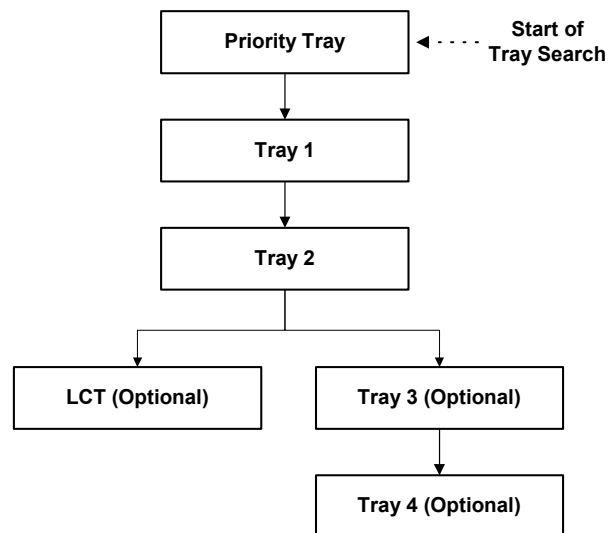 Priority Tray
Start of
Tray Search
Tray 1
Tray 2
LCT (Optional)
Tray 3 (Optional)
Tray 4 (Optional)